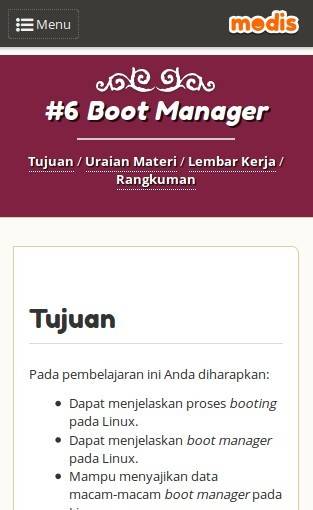 Menu
modis
#6 Boot Manager
Tujuan / Uraian Materi / Lembar Kerja /
Rangkuman
Tujuan
Pada pembelajaran ini Anda diharapkan:
• Dapat menjelaskan proses booting
pada Linux.
• Dapat menjelaskan boot manager
pada Linux.
• Mampu menyajikan data
macam-macam boot manager pada